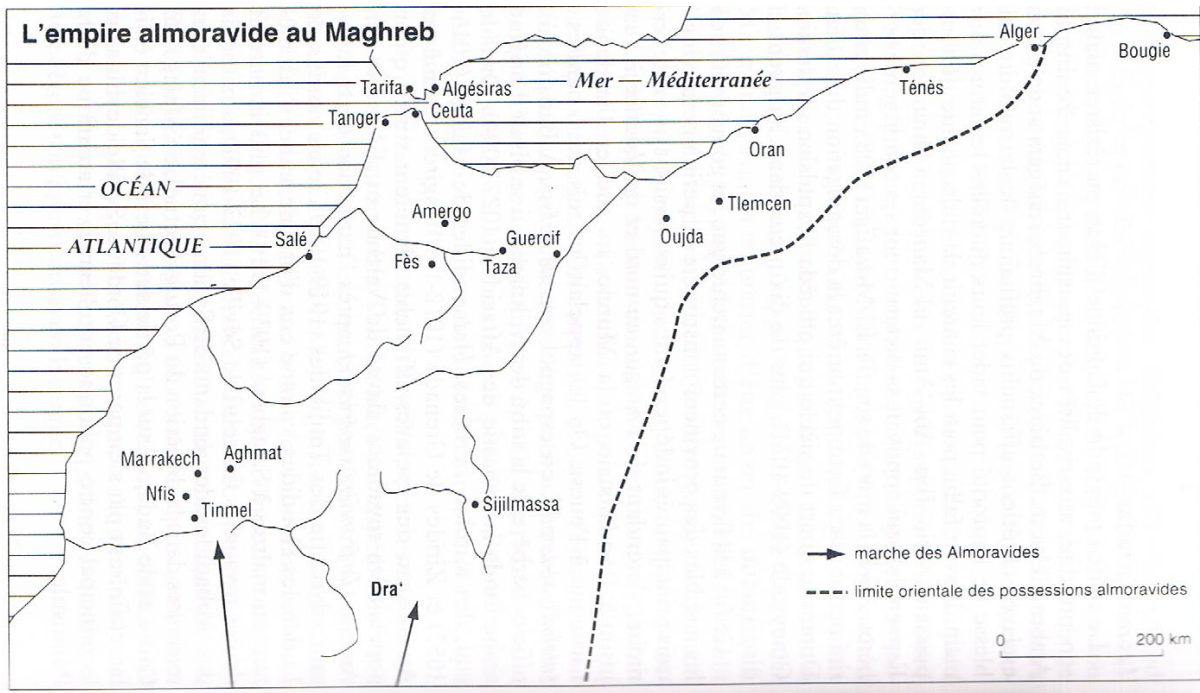 L'empire almoravide au Maghreb
Alger
Bougie
Mer Méditerranée
Ténès
Tarifa
Algésiras
Ceuta
Tanger
Oran
OCÉAN
ATLANTIQUE
Tlemcen
Oujda
Amergo
Salé
Guercif
Fès
Taza
Marrakech
Aghmat
Nfis
Tinmel
Sijilmassa
Dra'
marche des Almoravides
limite orientale des possessions almoravides
0 200 km